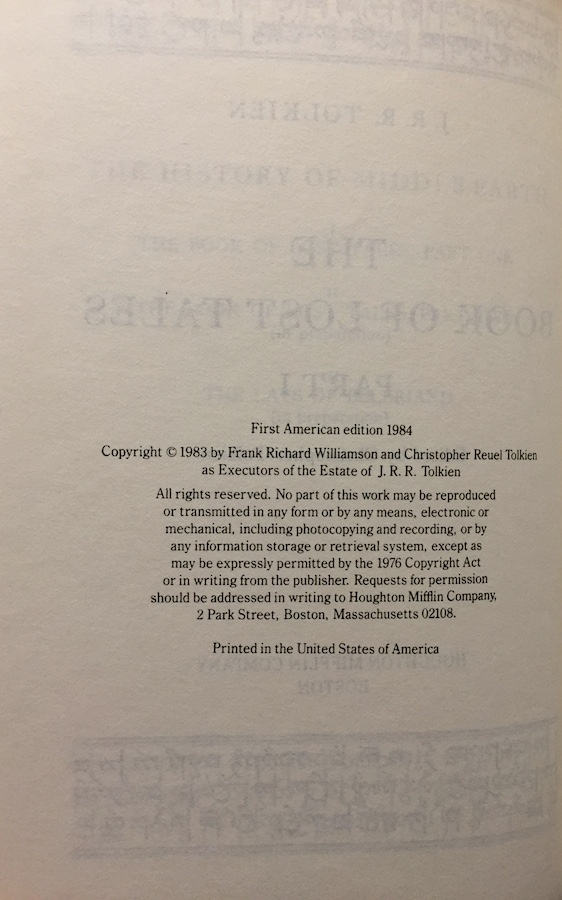 First American edition 1984
Copyright © 1983 by Frank Richard Williamson and Christopher Reuel Tolkien
as Executors of the Estate of J. R. R. Tolkien
All rights reserved. No part of this work may be reproduced
or transmitted in any form or by any means, electronic or
mechanical, including photocopying and recording, or by
any information storage or retrieval system, except as
may be expressly permitted by the 1976 Copyright Act
or in writing from the publisher. Requests for permission
should be addressed in writing to Houghton Mifflin Company,
2 Park Street, Boston, Massachusetts 02108.
Printed in the United States of America